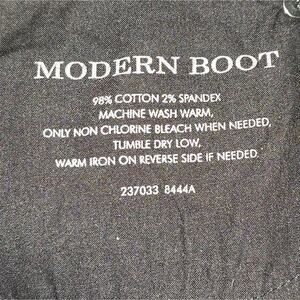 MODERN BOOT
98% COTTON 2% SPANDEX
MACHINE WASH WARM,
ONLY NON CHLORINE BLEACH WHEN NEEDED,
TUMBLE DRY LOW,
WARM IRON ON REVERSE SIDE IF NEEDED.
237033 8444A